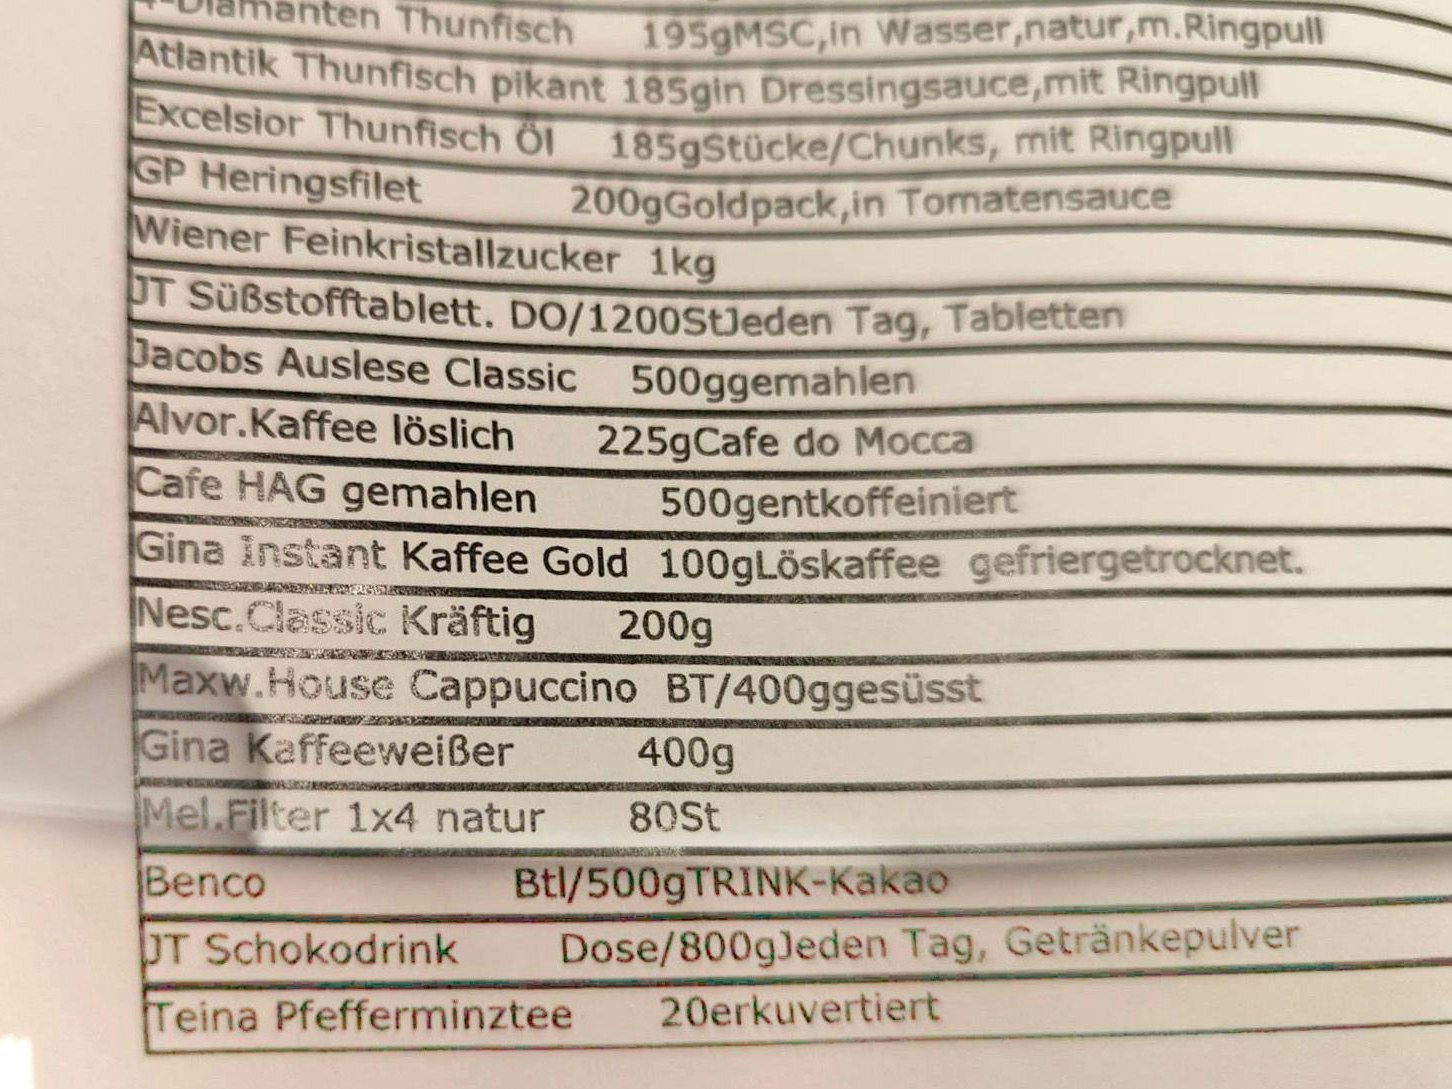 4-Diamanten Thunfisch 195gMSC,in Wasser,natur,m.Ringpull
Atlantik Thunfisch pikant 185gin Dressingsauce,mit Ringpull
Excelsior Thunfisch Öl 185gStücke/Chunks, mit Ringpull
GP Heringsfilet 200gGoldpack,in Tomatensauce
Wiener Feinkristallzucker 1kg
JT Süßstofftablett. DO/1200StJeden Tag, Tabletten
Jacobs Auslese Classic 500ggemahlen
Alvor.Kaffee löslich 225gCafe do Mocca
Cafe HAG gemahlen 500gentkoffeiniert
Gina Instant Kaffee Gold 100gLöskaffee gefriergetrocknet.
Nesc.Classic Kräftig 200g
Maxw.House Cappuccino BT/400ggesüsst
Gina Kaffeeweißer 400g
Mel.Filter 1x4 natur 80St
Benco Btl/500gTRINK-Kakao
JT Schokodrink Dose/800gJeden Tag, Getränkepulver
Teina Pfefferminztee 20erkuvertiert